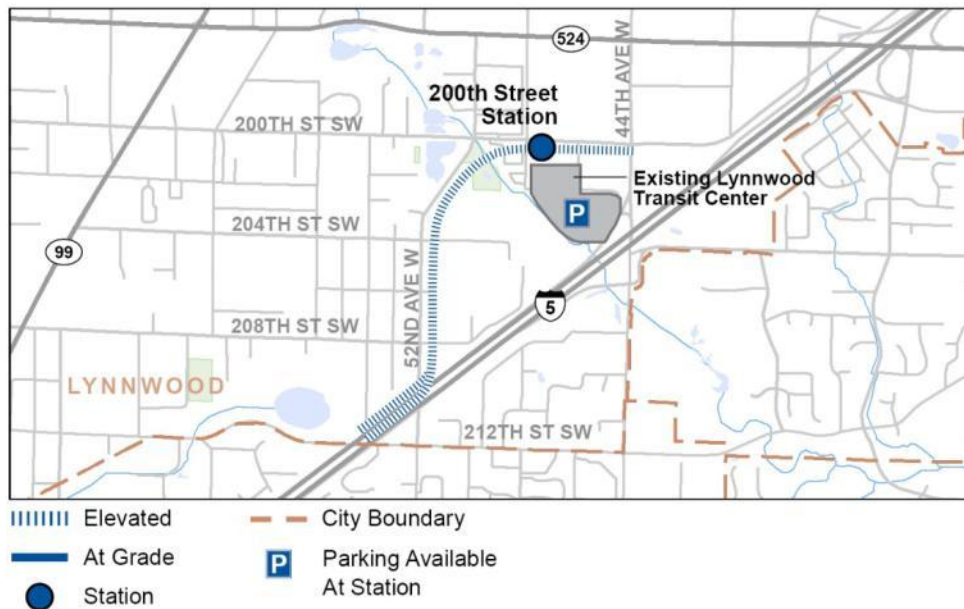 524
200th Street
Station
44TH AVE W
200TH ST SW
Existing Lynnwood
Transit Center
P
204TH ST SW
99
52ND AVE W
5
208TH ST SW
LYNNWOOD
212TH ST SW
Elevated
City Boundary
At Grade
P
Parking Available
At Station
Station